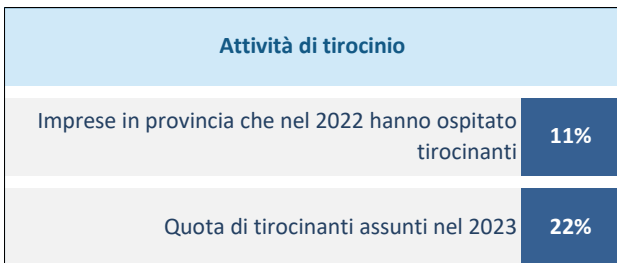 Attività di tirocinio
Imprese in provincia che nel 2022 hanno ospitato
tirocinanti
11%
Quota di tirocinanti assunti nel 2023
22%